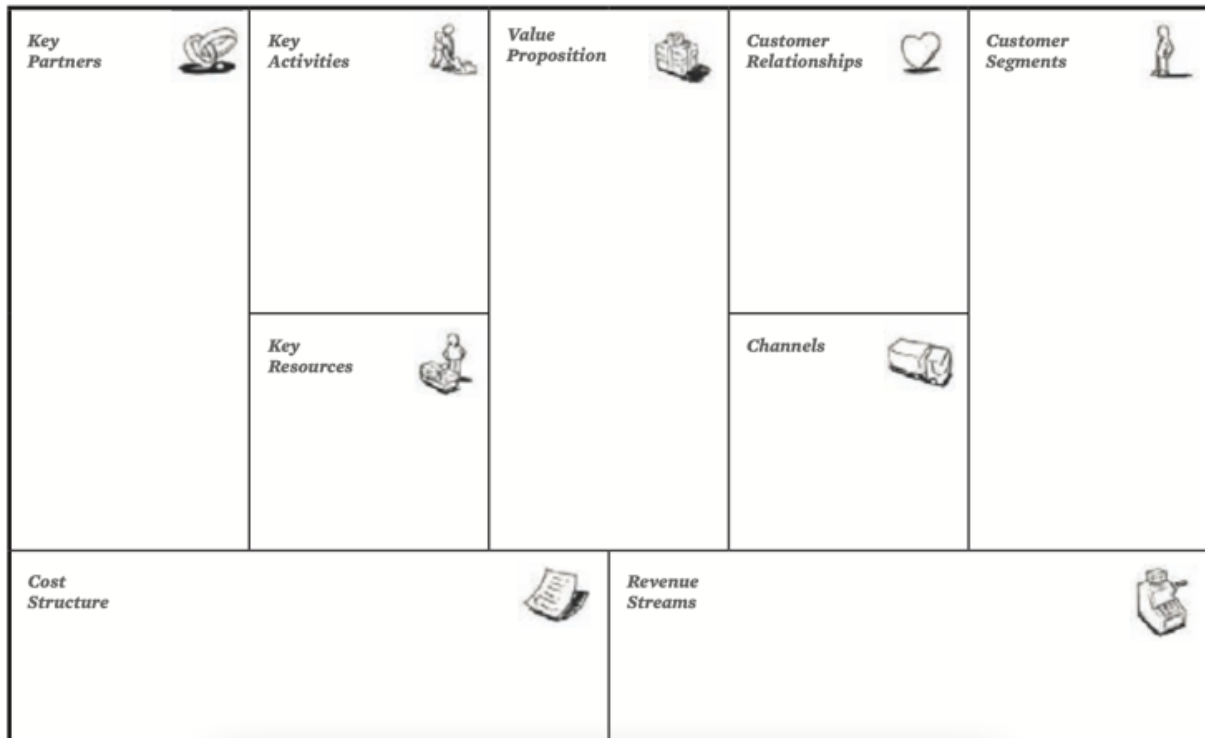 Key
Partners
Key
Activities
Value
Proposition
Customer
Relationships
Customer
Segments
Key
Resources
Channels
Cost
Structure
Revenue
Streams